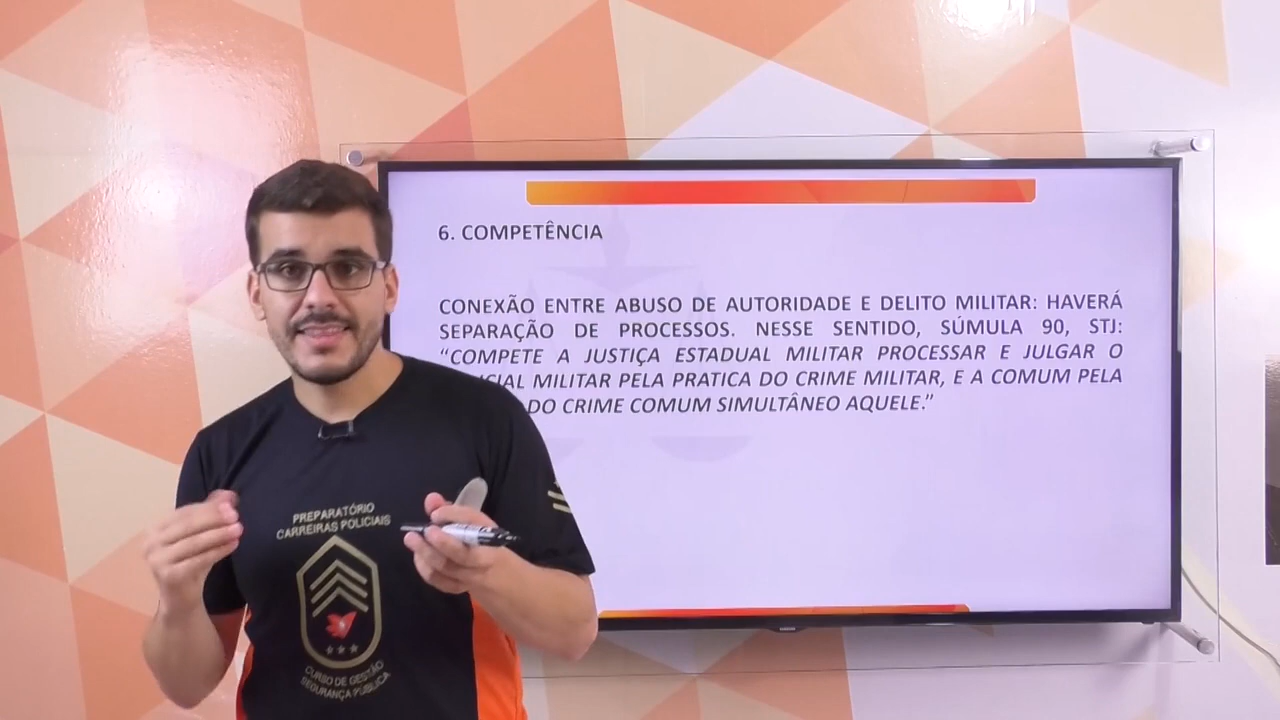 6. COMPETÊNCIA
CONEXÃO ENTRE ABUSO DE AUTORIDADE E DELITO MILITAR: HAVERÁ
SEPARAÇÃO DE PROCESSOS. NESSE SENTIDO, SÚMULA 90, STJ:
“COMPETE A JUSTIÇA ESTADUAL MILITAR PROCESSAR E JULGAR O
MILITAR PELA PRATICA DO CRIME MILITAR, E A COMUM PELA
DO CRIME COMUM SIMULTÂNEO AQUELE.”
PREPARATÓRIO
CARREIRAS POLICIAIS
CURSO DE GESTÃO
SEGURANÇA PÚBLICA